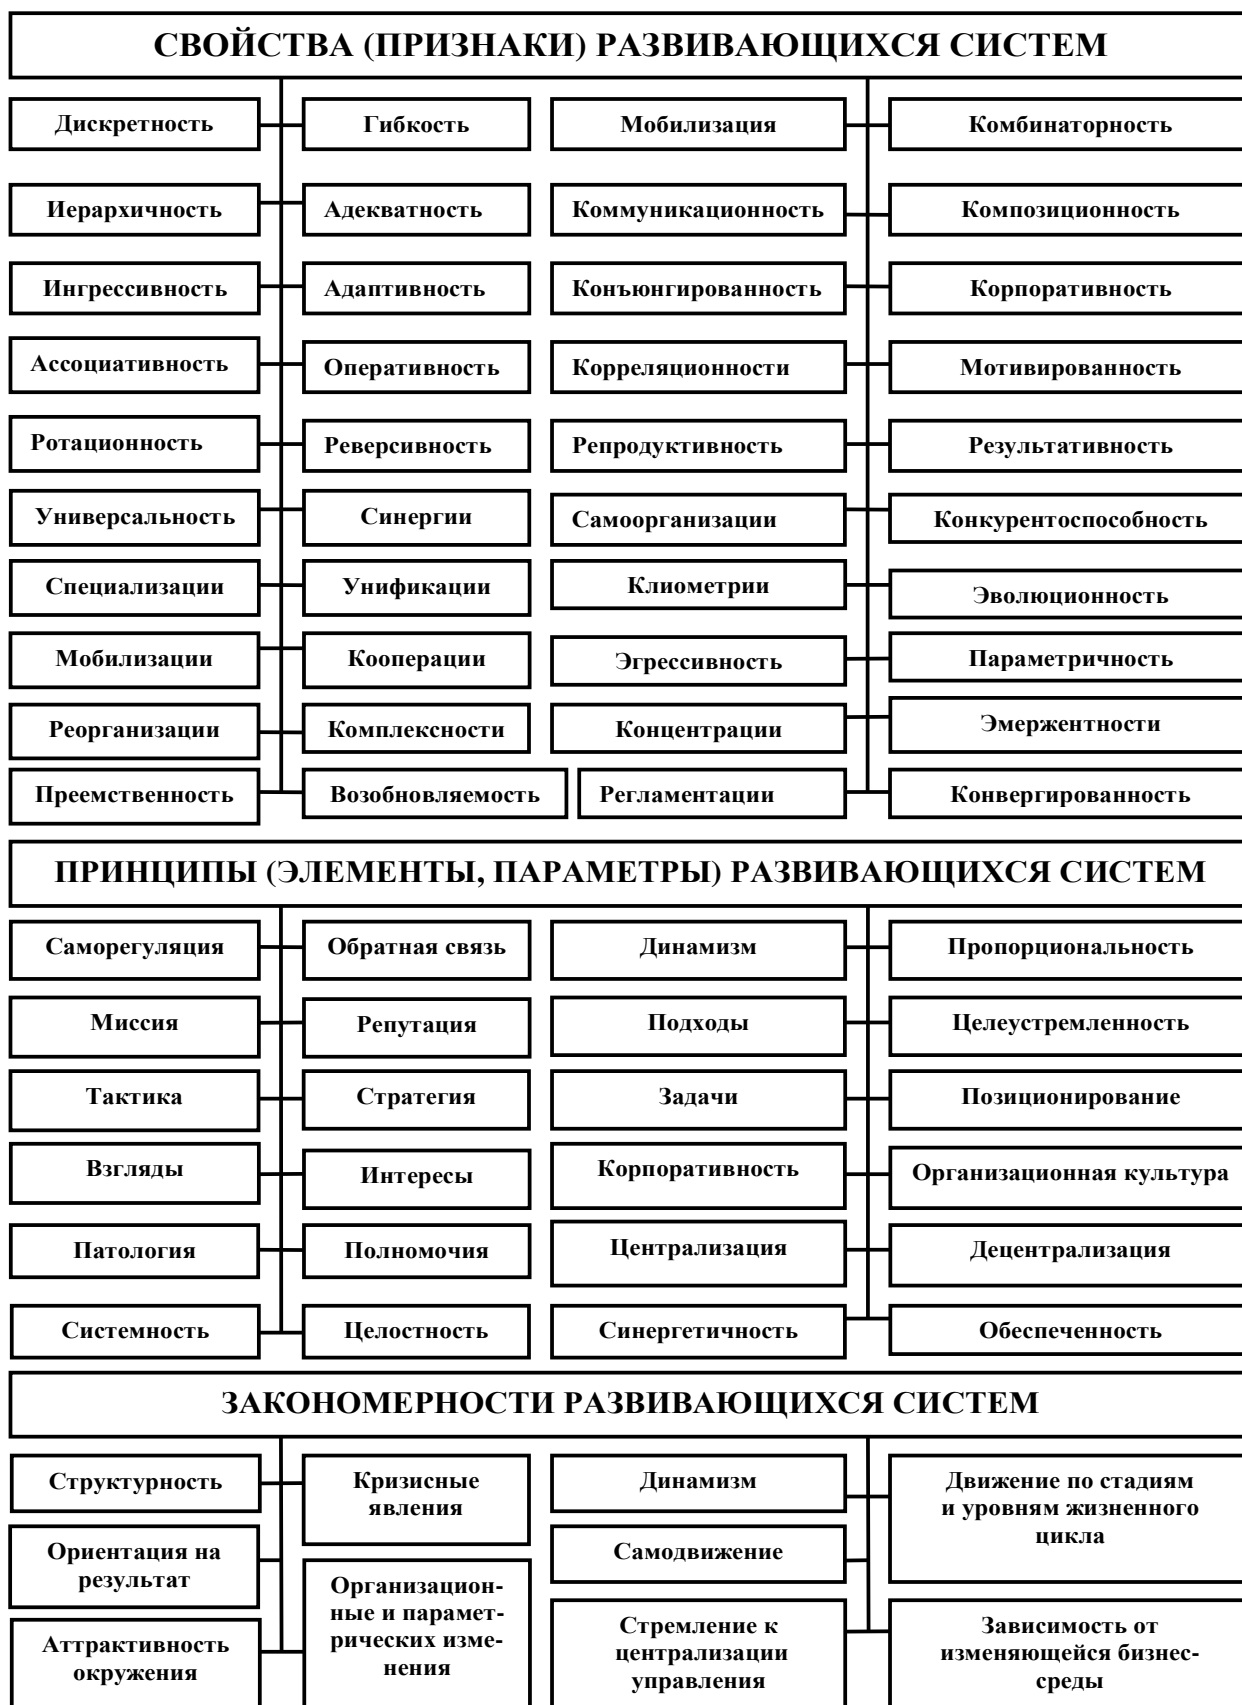 СВОЙСТВА (ПРИЗНАКИ) РАЗВИВАЮЩИХСЯ СИСТЕМ
Дискретность
Гибкость
Мобилизация
Комбинаторность
Иерархичность
Адекватность
Коммуникационность
Композиционность
Ингрессивность
Адаптивность
Конъюнгированность
Корпоративность
Ассоциативность
Оперативность
Корреляционности
Мотивированность
Ротационность
Реверсивность
Репродуктивность
Результативность
Универсальность
Синергии
Самоорганизации
Конкурентоспособность
Специализации
Унификации
Клиометрии
Эволюционность
Мобилизации
Кооперации
Эгрессивность
Параметричность
Реорганизации
Комплексности
Концентрации
Эмержентности
Преемственность
Возобновляемость
Регламентации
Конвергированность
ПРИНЦИПЫ (ЭЛЕМЕНТЫ, ПАРАМЕТРЫ) РАЗВИВАЮЩИХСЯ СИСТЕМ
Саморегуляция
Обратная связь
Динамизм
Пропорциональность
Миссия
Репутация
Подходы
Целеустремленность
Тактика
Стратегия
Задачи
Позиционирование
Взгляды
Интересы
Корпоративность
Организационная культура
Патология
Полномочия
Централизация
Децентрализация
Системность
Целостность
Синергетичность
Обеспеченность
ЗАКОНОМЕРНОСТИ РАЗВИВАЮЩИХСЯ СИСТЕМ
Структурность
Кризисные
явления
Динамизм
Движение по стадиям
и уровням жизненного
цикла
Ориентация на
результат
Организацион-
ные и парамет-
рических изме-
нения
Самодвижение
Аттрактивность
окружения
Стремление к
централизации
управления
Зависимость от
изменяющейся бизнес-
среды